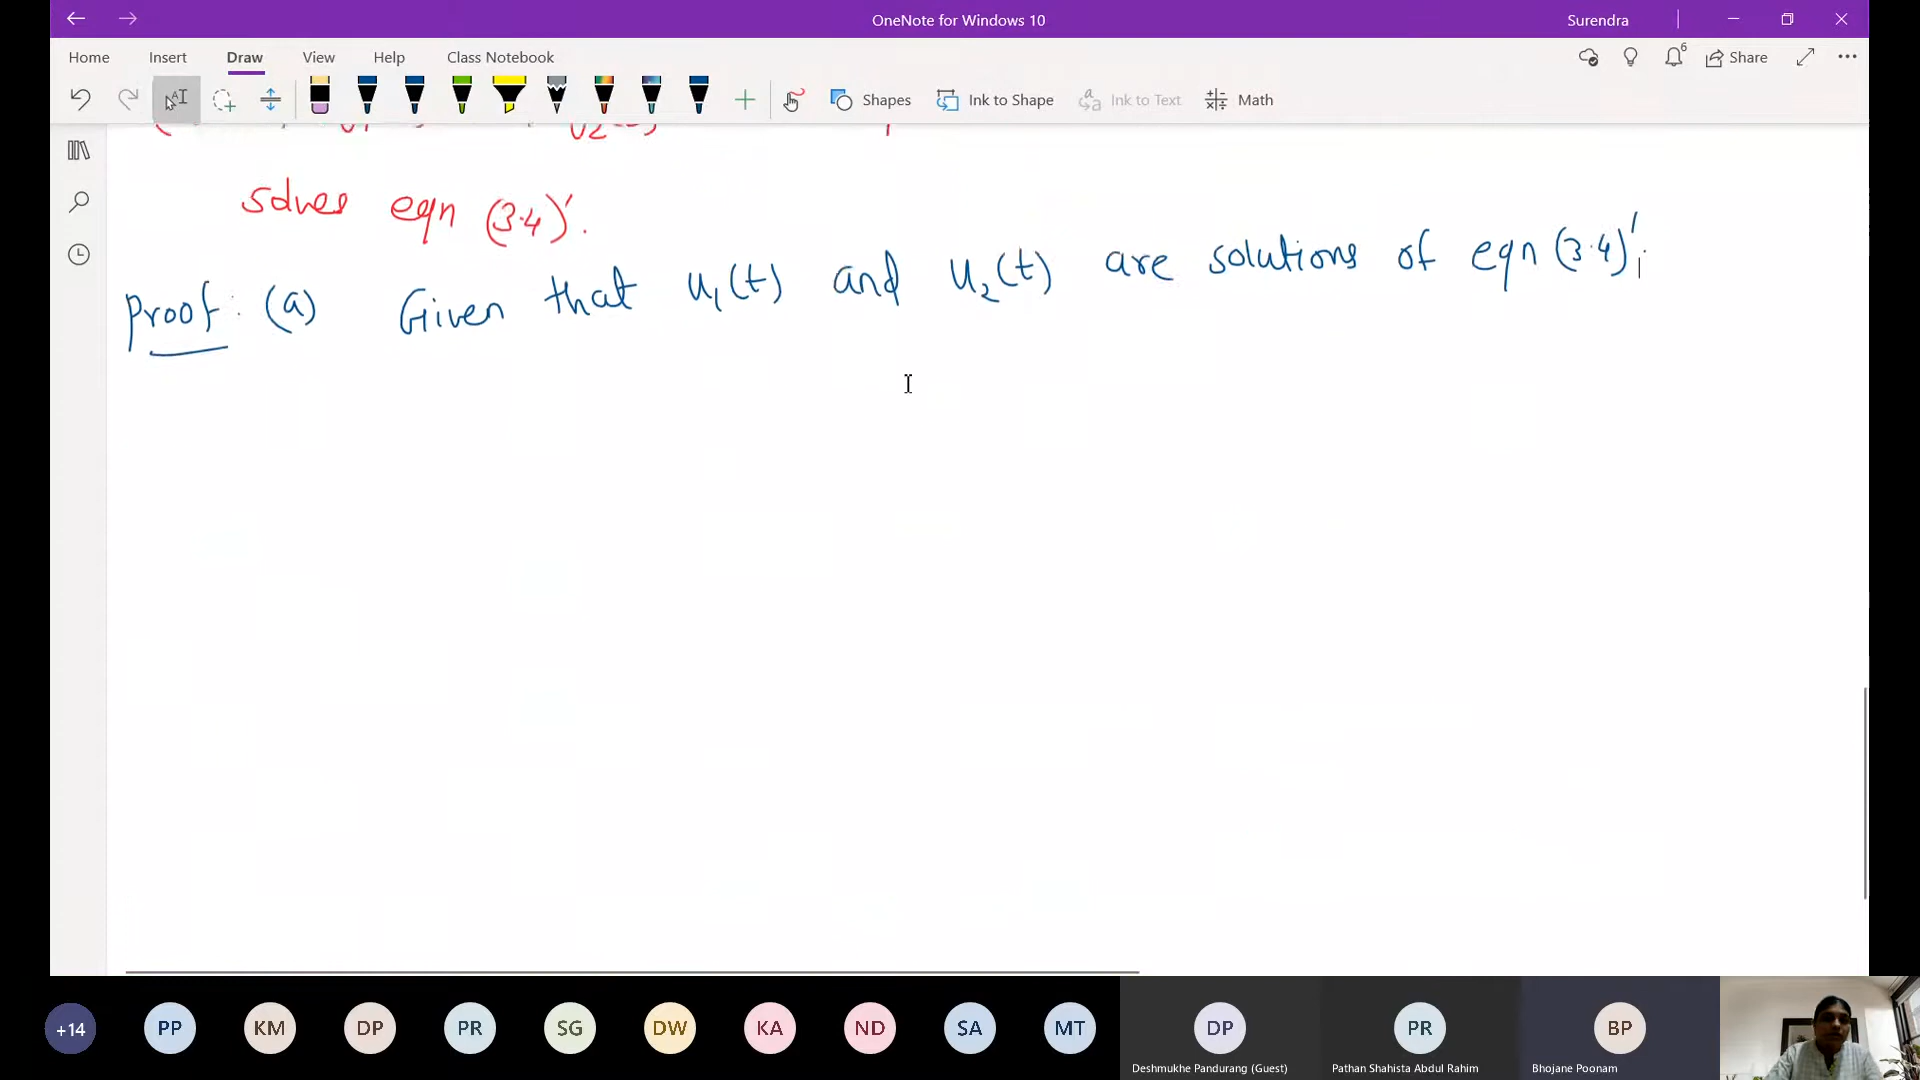 OneNote for Windows 10
Surendra
Home Insert Draw View Help Class Notebook
6
Share
Shapes Ink to Shape Ink to Text Math
solves eqn (3.4)'.
Proof: (a) Given that u₁(t) and u₂(t) are solutions of eqn (3.4)'.
+14 PP KM DP PR SG DW KA ND SA MT DP PR BP
Deshmukhe Pandurang (Guest) Pathan Shahista Abdul Rahim Bhojane Poonam